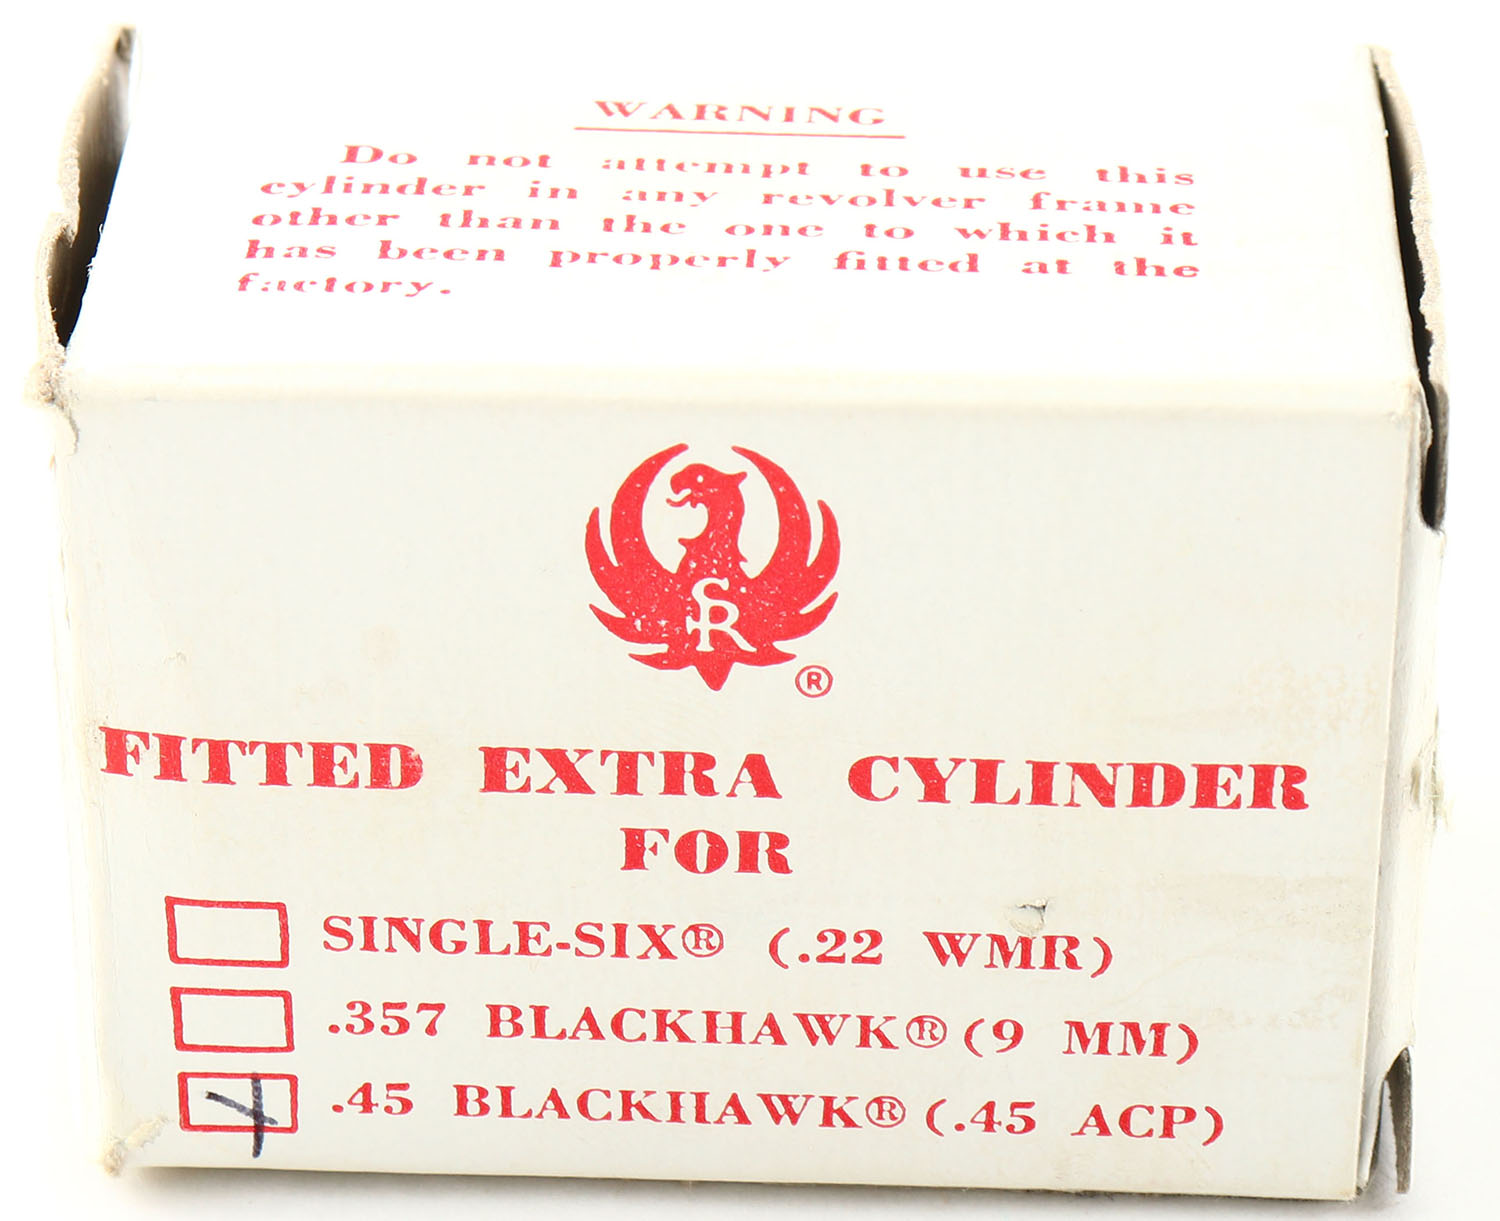 WARNING
Do not attempt to use this
cylinder in any revolver frame
other than the one to which it
has been properly fitted at the
factory.
SR
®
FITTED EXTRA CYLINDER
FOR
SINGLE-SIX® (.22 WMR)
.357 BLACKHAWK® (9 MM)
.45 BLACKHAWK® (.45 ACP)